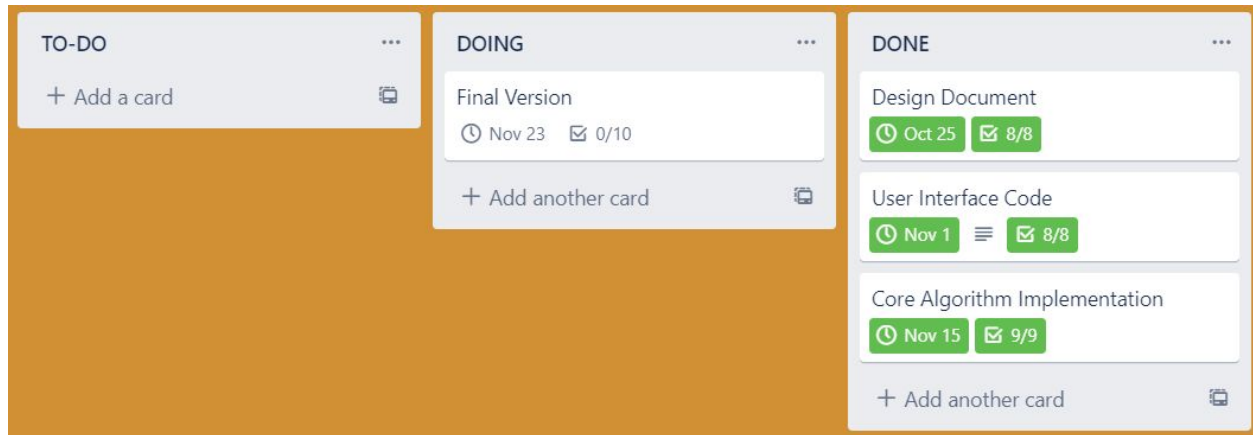 TO-DO
+ Add a card
DOING
Final Version
Nov 23 0/10
+ Add another card
DONE
Design Document
Oct 25 8/8
User Interface Code
Nov 1 8/8
Core Algorithm Implementation
Nov 15 9/9
+ Add another card